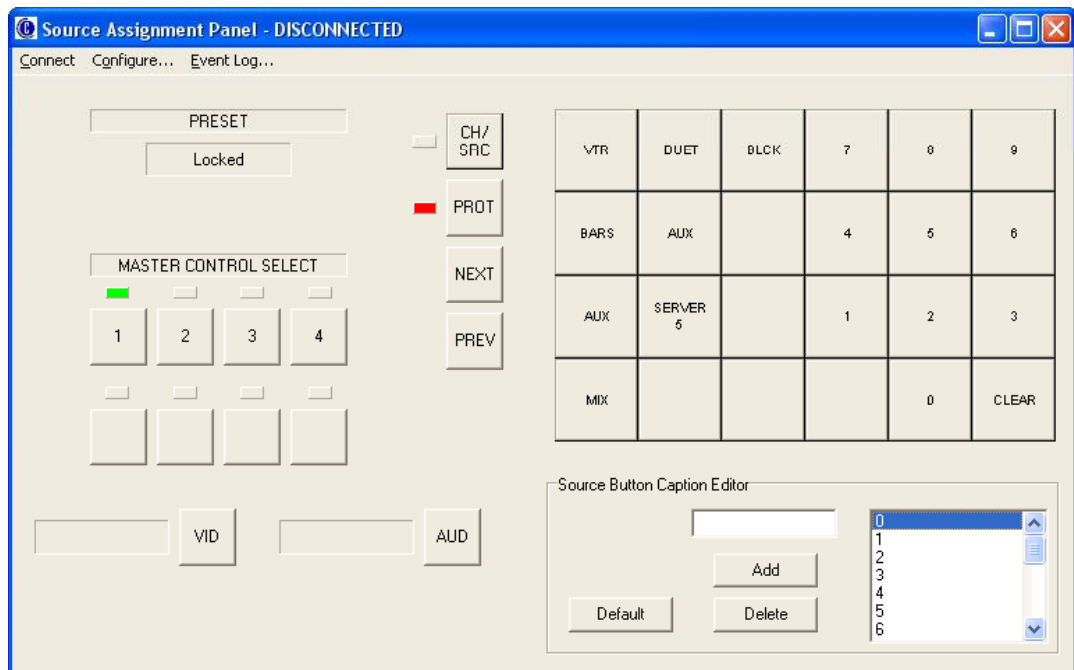 Source Assignment Panel - DISCONNECTED
Connect Configure... Event Log...
PRESET
Locked
CH/
SRC
PROT
NEXT
PREV
MASTER CONTROL SELECT
1 2 3 4
VID
AUD
VTR DUET BLCK 7 8 9
BARS AUX 4 5 6
AUX SERVER
5 1 2 3
MIX 0 CLEAR
Source Button Caption Editor
Add
Default
Delete
0
1
2
3
4
5
6